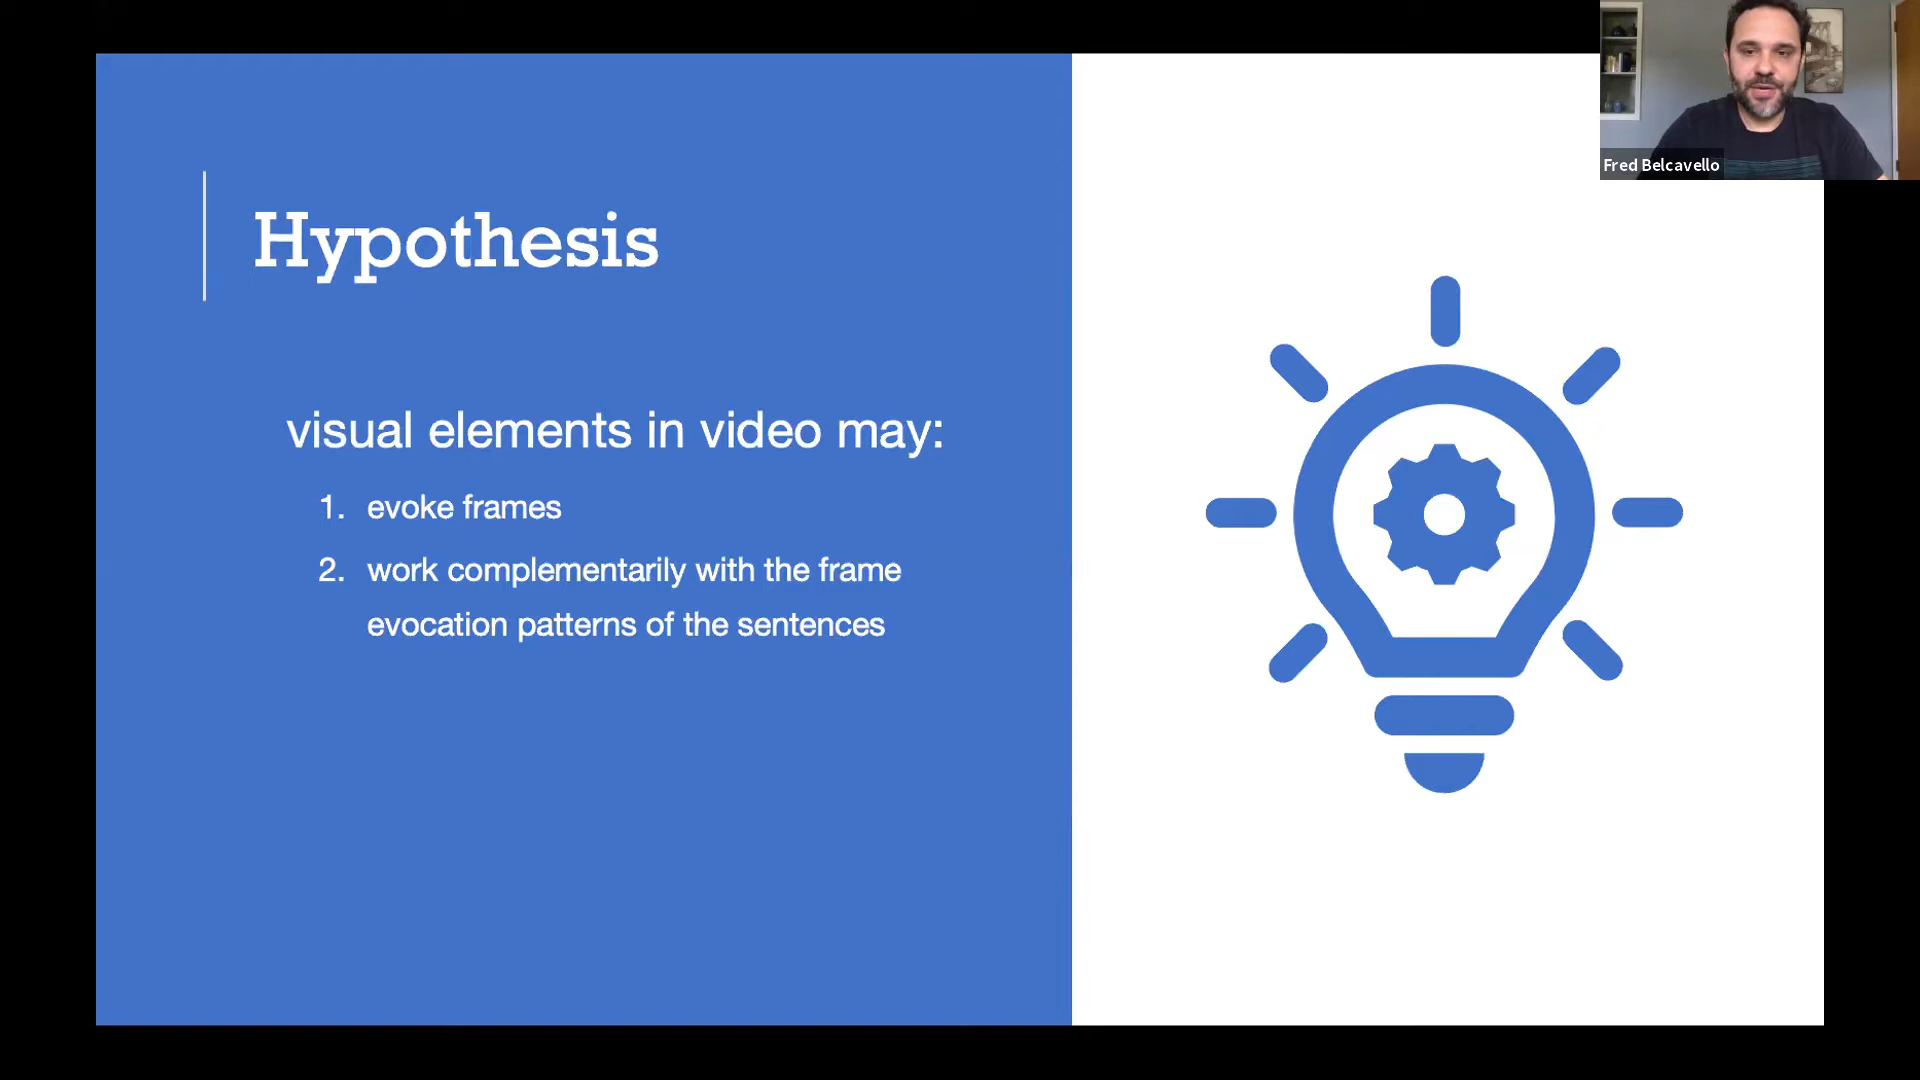 Hypothesis
visual elements in video may:
1. evoke frames
2. work complementarily with the frame
evocation patterns of the sentences
Fred Belcavello